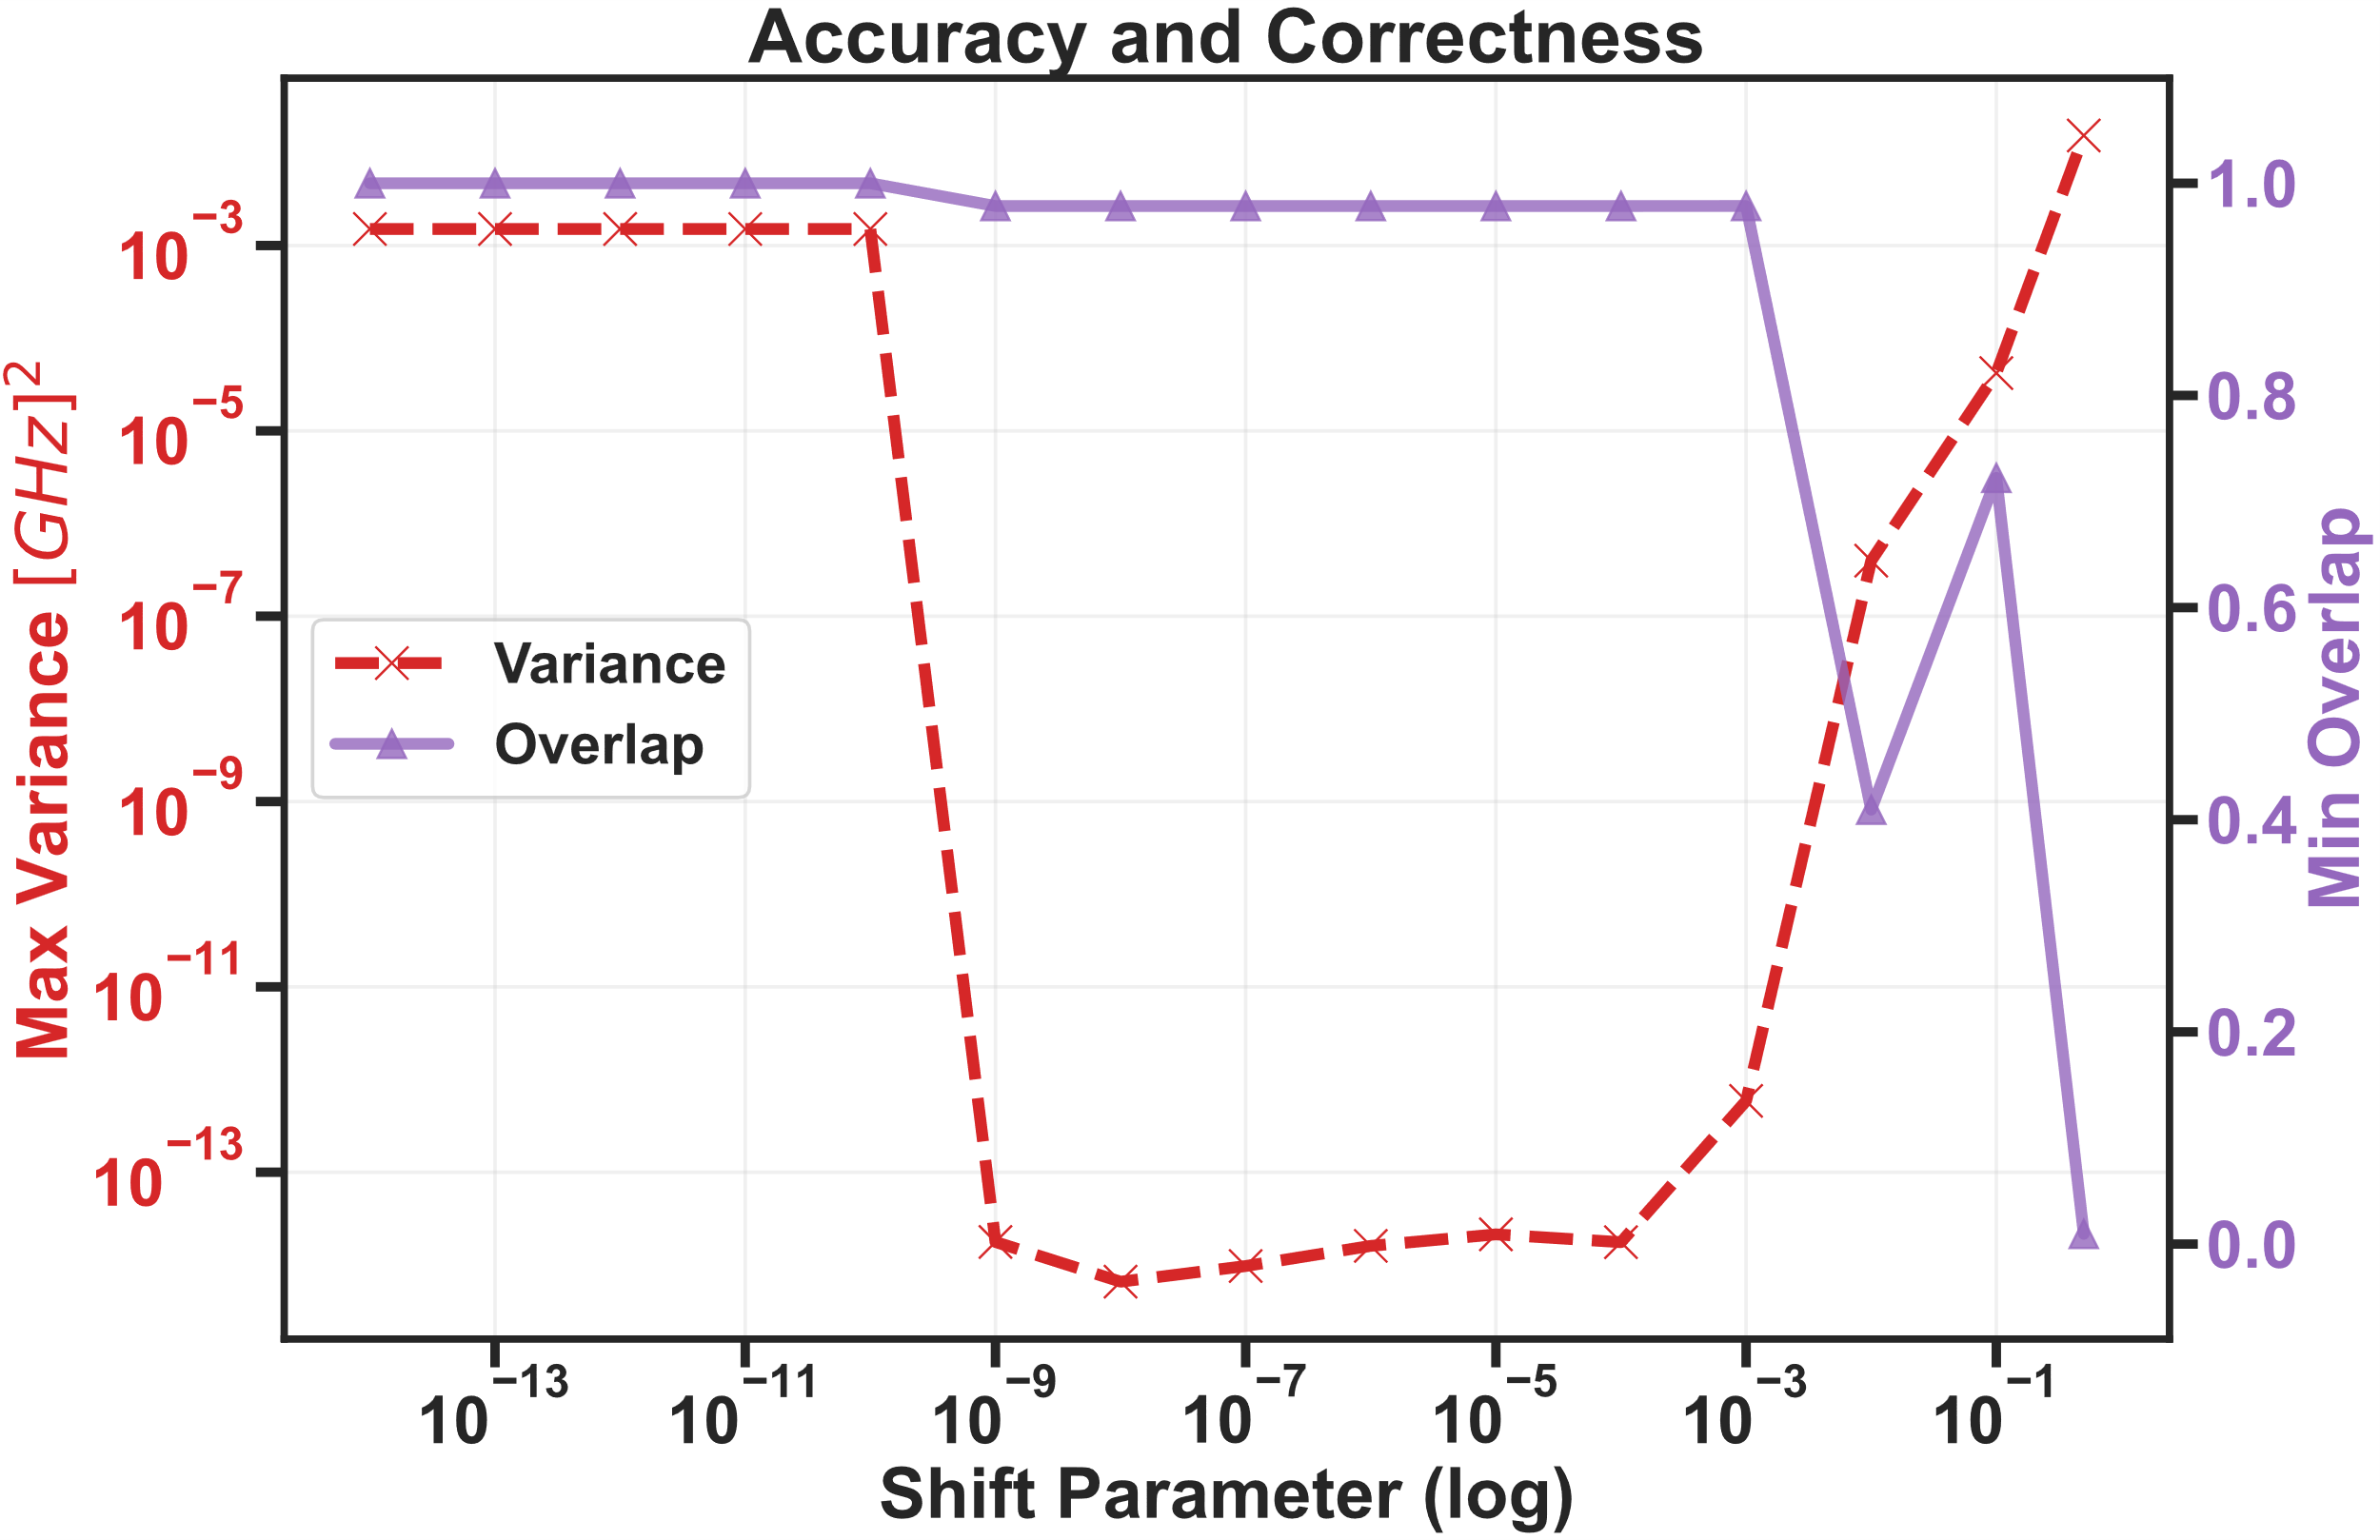 Accuracy and Correctness
Max Variance [GHz]²
10⁻³
10⁻⁵
10⁻⁷
10⁻⁹
10⁻¹¹
10⁻¹³
Variance
Overlap
1.0
0.8
0.6
0.4
0.2
0.0
Min Overlap
10⁻¹³ 10⁻¹¹ 10⁻⁹ 10⁻⁷ 10⁻⁵ 10⁻³ 10⁻¹
Shift Parameter (log)